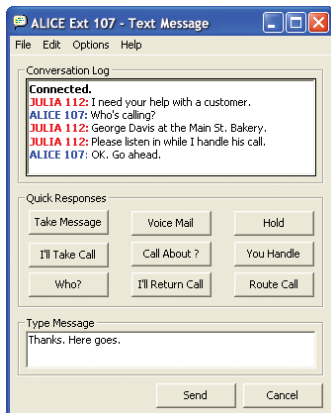 ALICE Ext 107 - Text Message
File Edit Options Help
Conversation Log
Connected.
JULIA 112: I need your help with a customer.
ALICE 107: Who's calling?
JULIA 112: George Davis at the Main St. Bakery.
JULIA 112: Please listen in while I handle his call.
ALICE 107: OK. Go ahead.
Quick Responses
Take Message Voice Mail Hold
I'll Take Call Call About ? You Handle
Who? I'll Return Call Route Call
Type Message
Thanks. Here goes.
Send Cancel